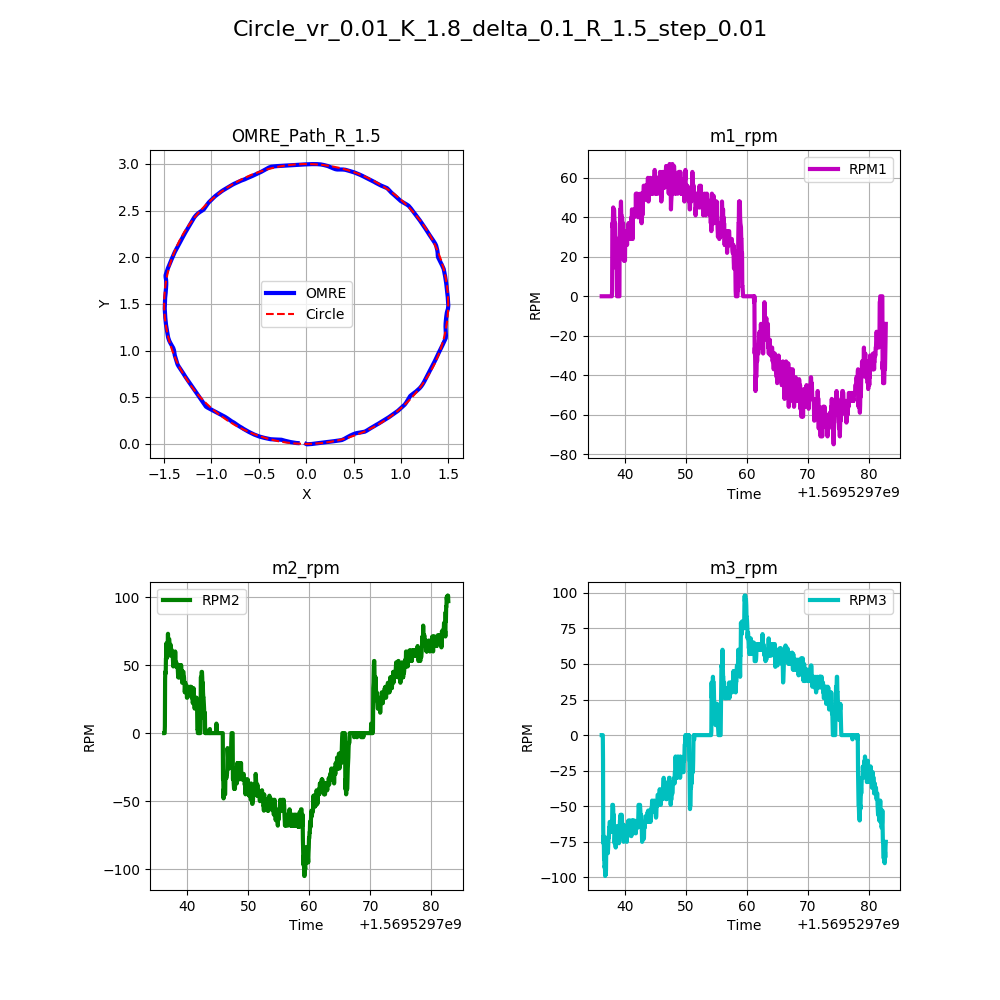 Circle_vr_0.01_K_1.8_delta_0.1_R_1.5_step_0.01
OMRE_Path_R_1.5
3.0
2.5
2.0
1.5
1.0
0.5
0.0
Y
OMRE
Circle
−1.5 −1.0 −0.5 0.0 0.5 1.0 1.5
X
m1_rpm
60
40
20
0
−20
−40
−60
−80
RPM
RPM1
40 50 60 70 80
Time
+1.5695297e9
m2_rpm
100
50
0
−50
−100
RPM
RPM2
40 50 60 70 80
Time
+1.5695297e9
m3_rpm
100
75
50
25
0
−25
−50
−75
−100
RPM
RPM3
40 50 60 70 80
Time
+1.5695297e9